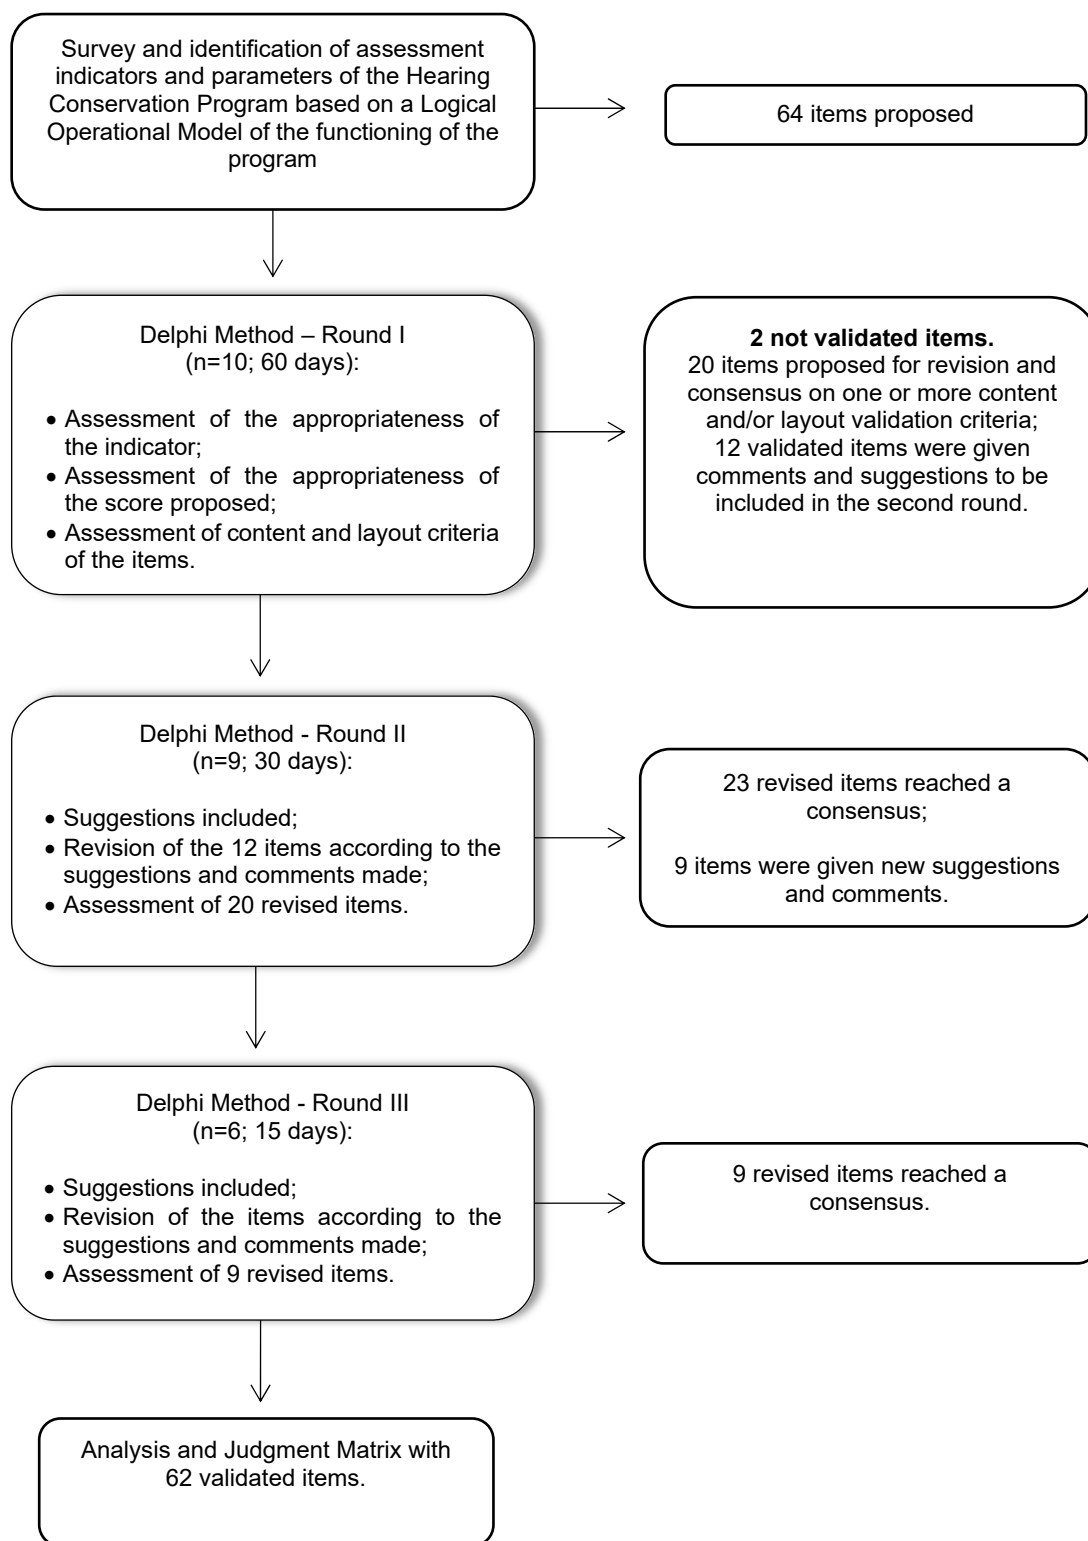 Survey and identification of assessment
indicators and parameters of the Hearing
Conservation Program based on a Logical
Operational Model of the functioning of the
program
64 items proposed
Delphi Method – Round I
(n=10; 60 days):
• Assessment of the appropriateness of
the indicator;
• Assessment of the appropriateness of
the score proposed;
• Assessment of content and layout criteria
of the items.
2 not validated items.
20 items proposed for revision and
consensus on one or more content
and/or layout validation criteria;
12 validated items were given
comments and suggestions to be
included in the second round.
Delphi Method - Round II
(n=9; 30 days):
• Suggestions included;
• Revision of the 12 items according to the
suggestions and comments made;
• Assessment of 20 revised items.
23 revised items reached a
consensus;
9 items were given new suggestions
and comments.
Delphi Method - Round III
(n=6; 15 days):
• Suggestions included;
• Revision of the items according to the
suggestions and comments made;
• Assessment of 9 revised items.
9 revised items reached a
consensus.
Analysis and Judgment Matrix with
62 validated items.